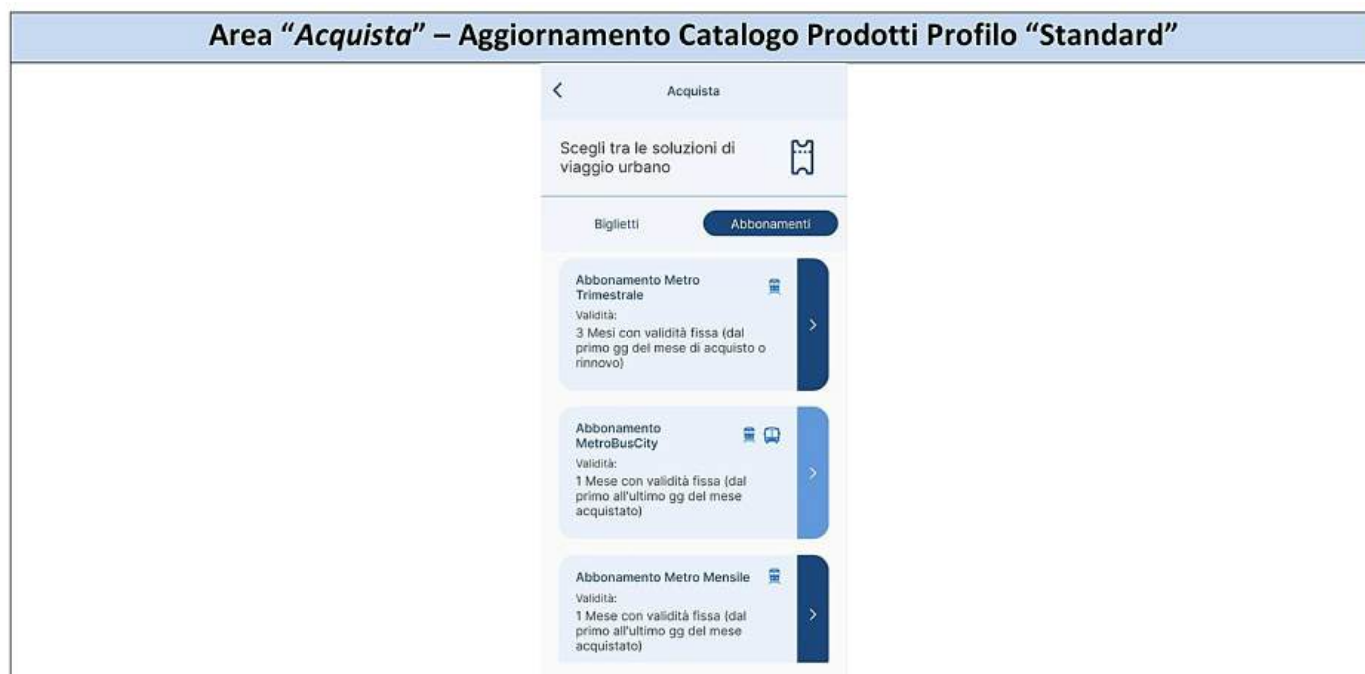 Area “Acquista” – Aggiornamento Catalogo Prodotti Profilo “Standard”
Acquista
Scegli tra le soluzioni di
viaggio urbano
Biglietti
Abbonamenti
Abbonamento Metro
Trimestrale
Validità:
3 Mesi con validità fissa (dal
primo gg del mese di acquisto o
rinnovo)
Abbonamento
MetroBusCity
Validità:
1 Mese con validità fissa (dal
primo all'ultimo gg del mese
acquistato)
Abbonamento Metro Mensile
Validità:
1 Mese con validità fissa (dal
primo all'ultimo gg del mese
acquistato)